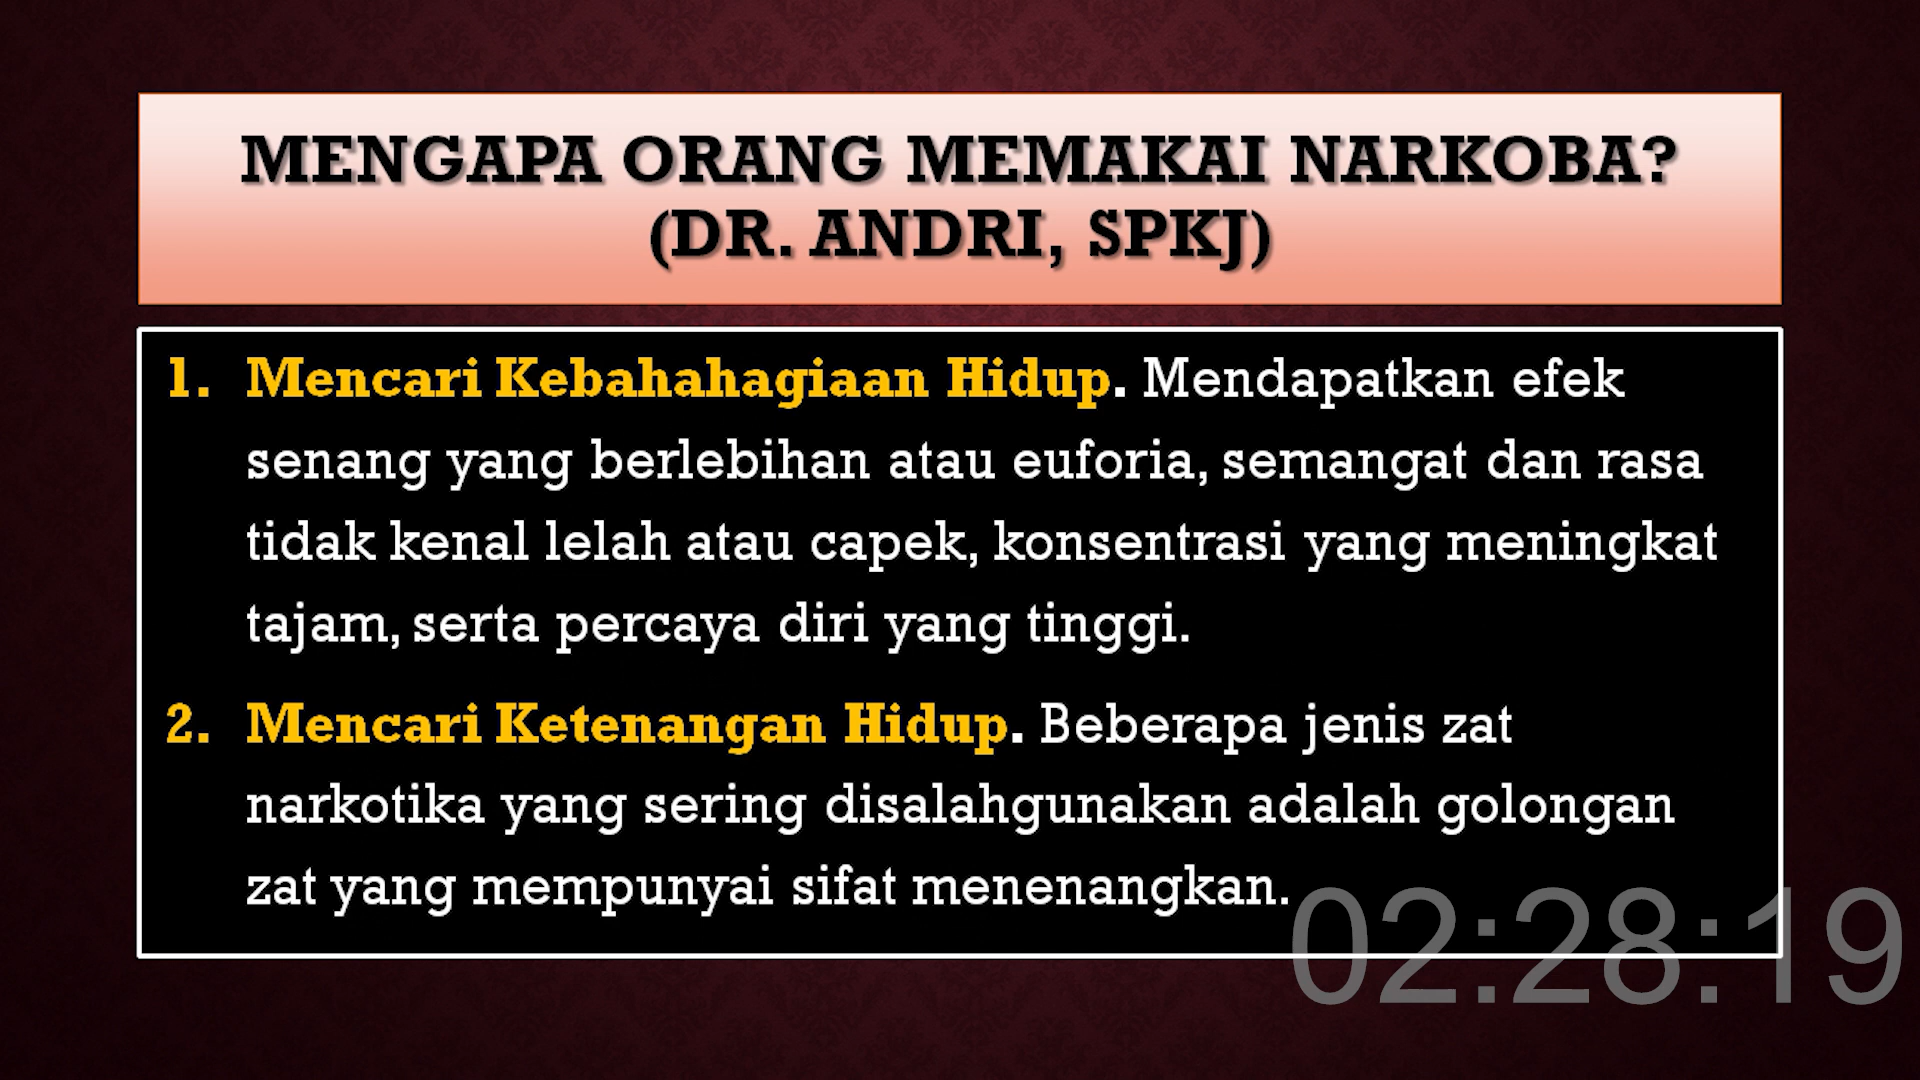 MENGAPA ORANG MEMAKAI NARKOBA?
(DR. ANDRI, SPKJ)
1. Mencari Kebahahagiaan Hidup. Mendapatkan efek
senang yang berlebihan atau euforia, semangat dan rasa
tidak kenal lelah atau capek, konsentrasi yang meningkat
tajam, serta percaya diri yang tinggi.
2. Mencari Ketenangan Hidup. Beberapa jenis zat
narkotika yang sering disalahgunakan adalah golongan
zat yang mempunyai sifat menenangkan.
02:28:19